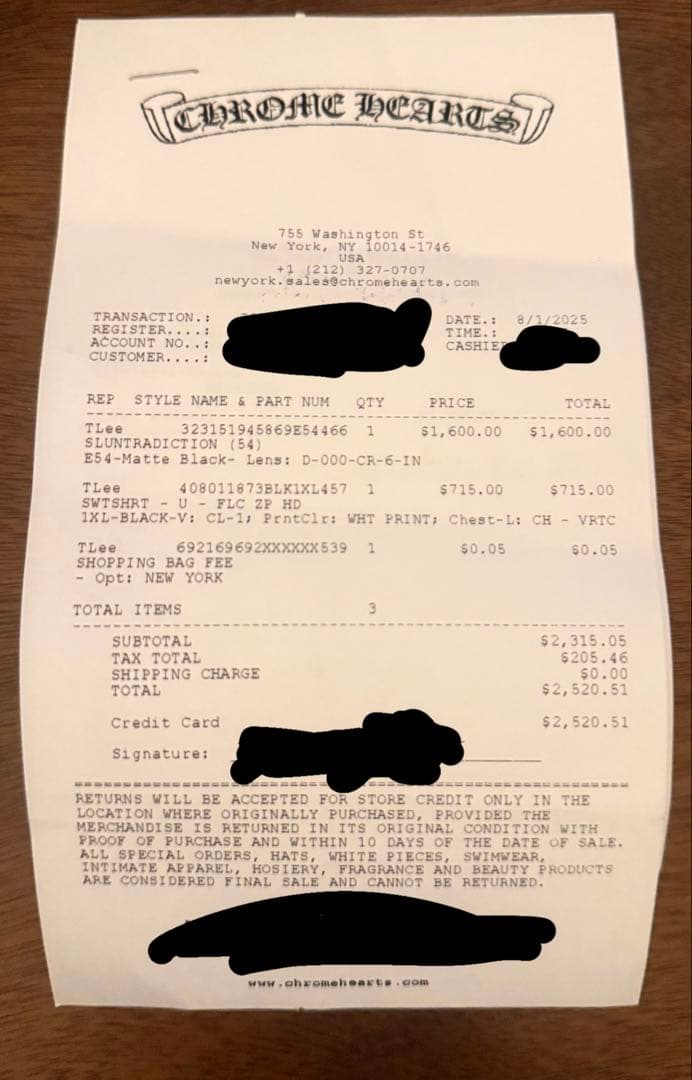 CHROME HEARTS
755 Washington St
New York, NY 10014-1746
USA
+1 (212) 327-0707
newyork.sales@chromehearts.com
TRANSACTION.: DATE.: 8/1/2025
REGISTER....: TIME.:
ACCOUNT NO..: CASHIER
CUSTOMER....:
REP STYLE NAME & PART NUM QTY PRICE TOTAL
TLee 323151945869E54466 1 $1,600.00 $1,600.00
SLUNTRADICTION (54)
E54-Matte Black- Lens: D-000-CR-6-IN
TLee 408011873BLK1XL457 1 $715.00 $715.00
SWTSHRT - U - FLC ZP HD
1XL-BLACK-V: CL-1; PrntClr: WHT PRINT; Chest-L: CH - VRTC
TLee 692169692XXXXXX539 1 $0.05 $0.05
SHOPPING BAG FEE
- Opt: NEW YORK
TOTAL ITEMS 3
SUBTOTAL $2,315.05
TAX TOTAL $205.46
SHIPPING CHARGE $0.00
TOTAL $2,520.51
Credit Card $2,520.51
Signature:
RETURNS WILL BE ACCEPTED FOR STORE CREDIT ONLY IN THE
LOCATION WHERE ORIGINALLY PURCHASED, PROVIDED THE
MERCHANDISE IS RETURNED IN ITS ORIGINAL CONDITION WITH
PROOF OF PURCHASE AND WITHIN 10 DAYS OF THE DATE OF SALE.
ALL SPECIAL ORDERS, HATS, WHITE PIECES, SWIMWEAR,
INTIMATE APPAREL, HOSIERY, FRAGRANCE AND BEAUTY PRODUCTS
ARE CONSIDERED FINAL SALE AND CANNOT BE RETURNED.
www.chromehearts.com